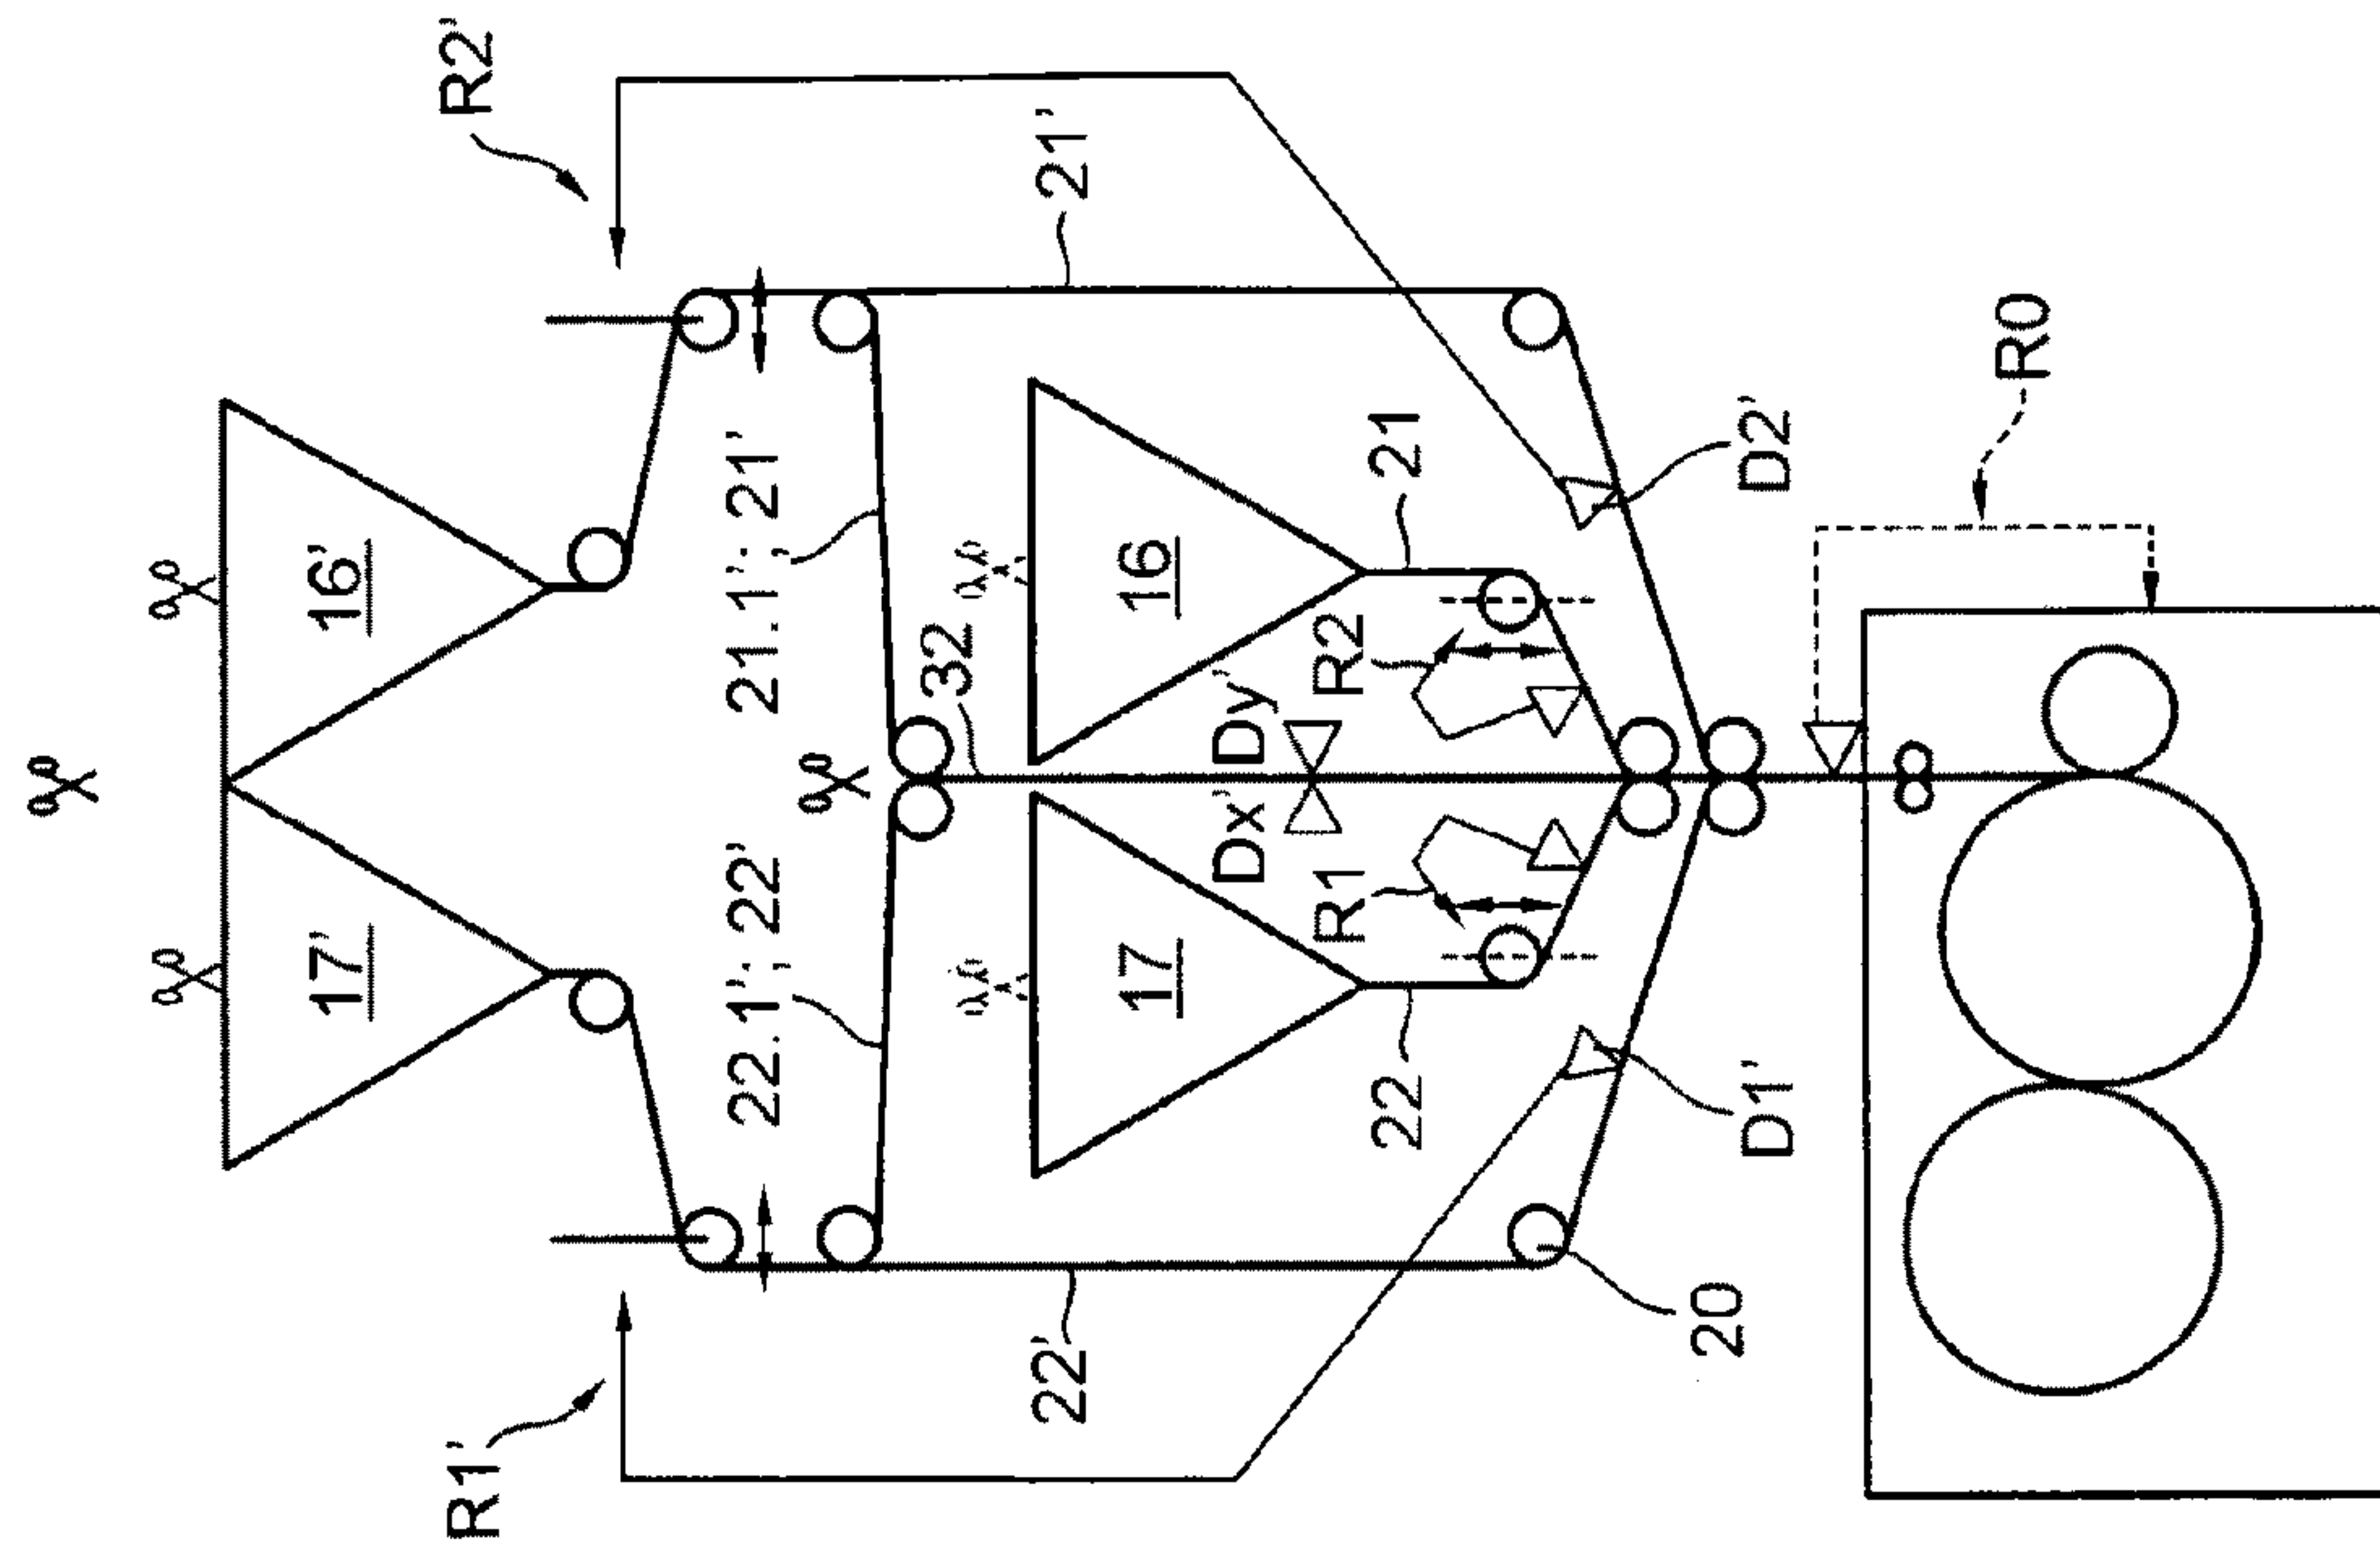 17'
16'
R1'
R2'
22.1'; 22'
21.1'; 21'
32
22'
21'
17
16
Dx'
Dy'
R1
R2
22
21
20
D1'
D2'
R0